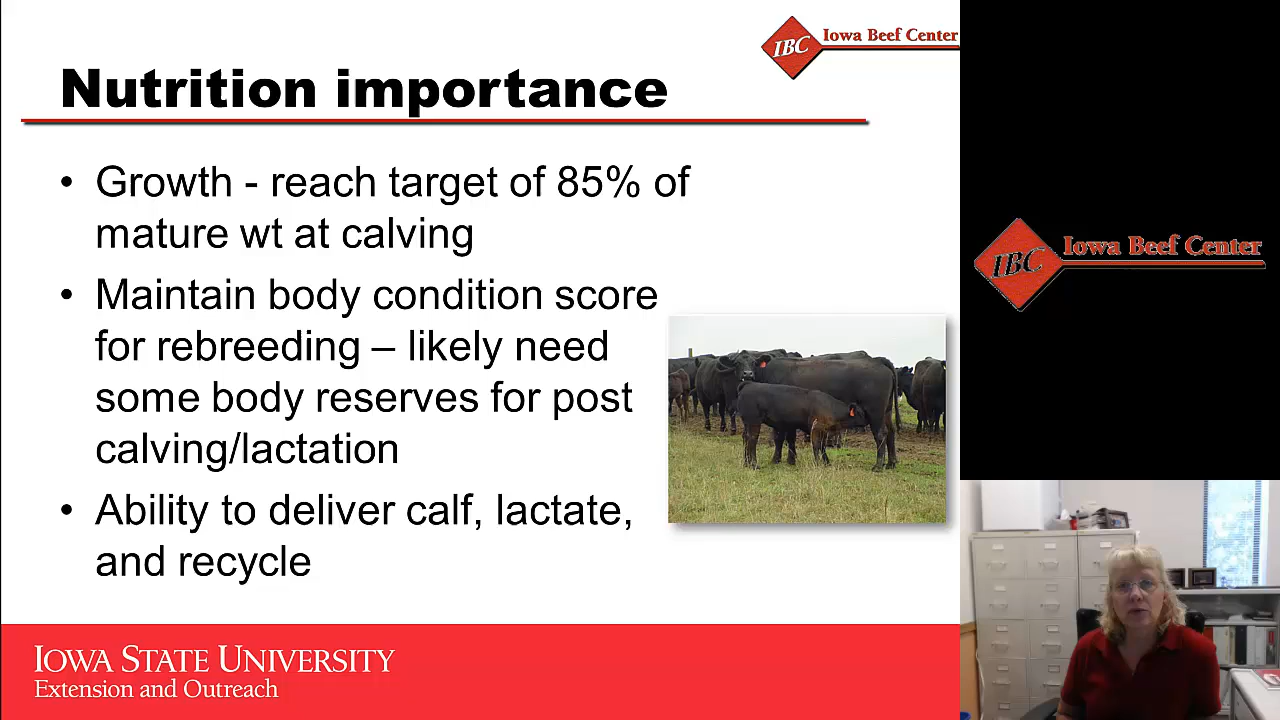 IBC Iowa Beef Center
Nutrition importance
• Growth - reach target of 85% of
mature wt at calving
• Maintain body condition score
for rebreeding – likely need
some body reserves for post
calving/lactation
• Ability to deliver calf, lactate,
and recycle
IOWA STATE UNIVERSITY
Extension and Outreach
IBC Iowa Beef Center